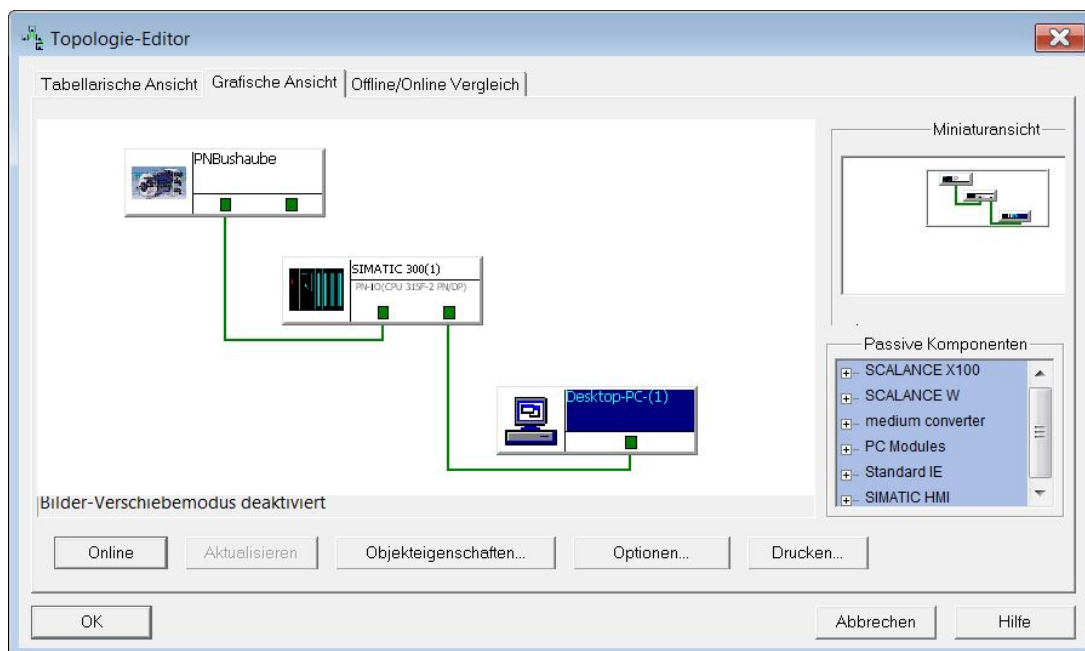 Topologie-Editor
Tabellarische Ansicht
Grafische Ansicht
Offline/Online Vergleich
PNBushaube
SIMATIC 300(1)
PN-IO(CPU 315F-2 PN/DP)
Desktop-PC-(1)
Bilder-Verschiebemodus deaktiviert
Miniaturansicht
Passive Komponenten
SCALANCE X100
SCALANCE W
medium converter
PC Modules
Standard IE
SIMATIC HMI
Online
Aktualisieren
Objekteigenschaften...
Optionen...
Drucken...
OK
Abbrechen
Hilfe